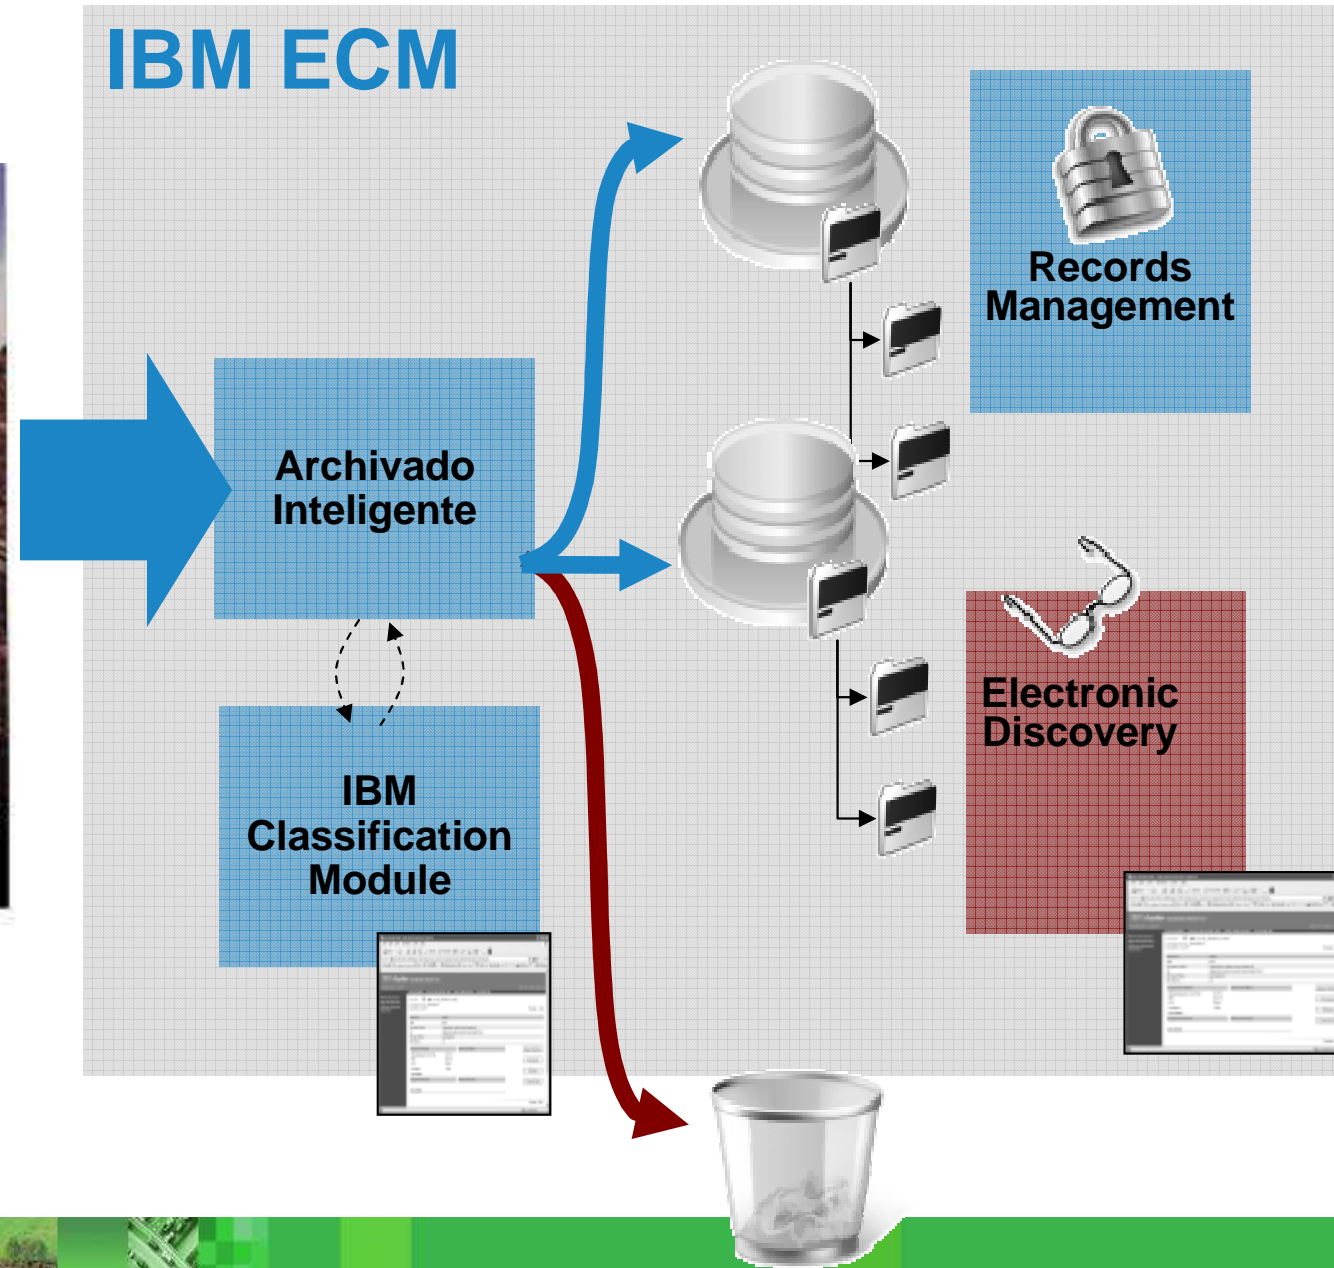 IBM ECM
Records
Management
Archivado
Inteligente
Electronic
Discovery
IBM
Classification
Module